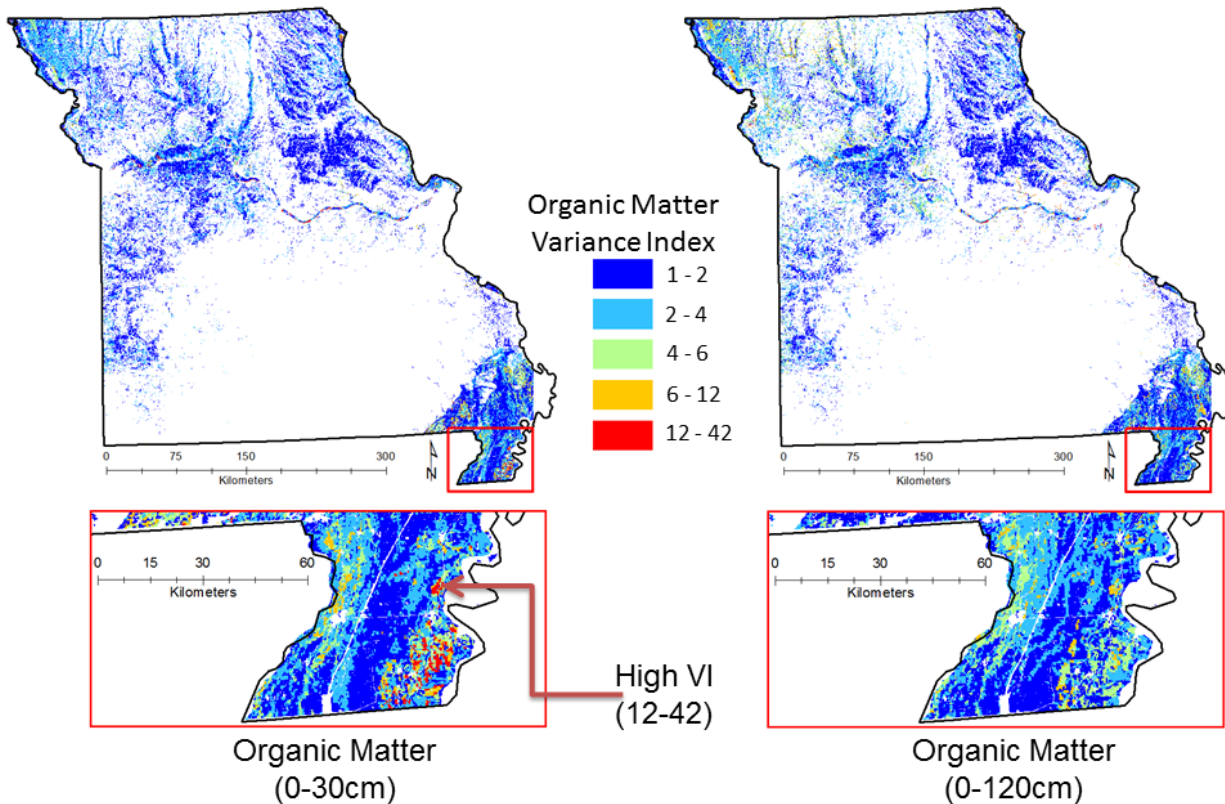 Organic Matter
Variance Index
1 - 2
2 - 4
4 - 6
6 - 12
12 - 42
0 75 150 300
Kilometers
N
0 75 150 300
Kilometers
N
0 15 30 60
Kilometers
0 15 30 60
Kilometers
High VI
(12-42)
Organic Matter
(0-30cm)
Organic Matter
(0-120cm)